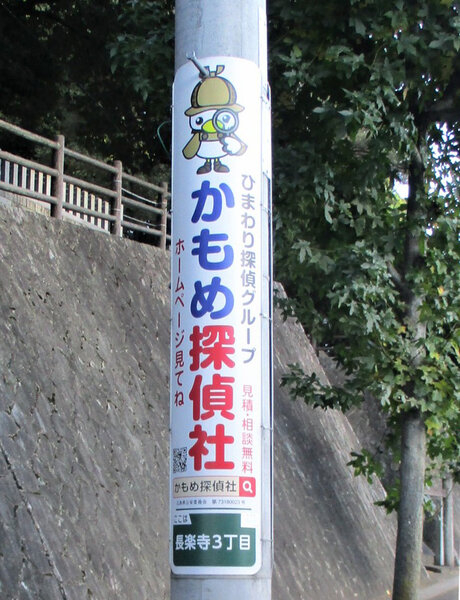 ひまわり探偵グループ
かもめ探偵社
ホームページ見てね
見積・相談無料
かもめ探偵社
ここは
長楽寺3丁目